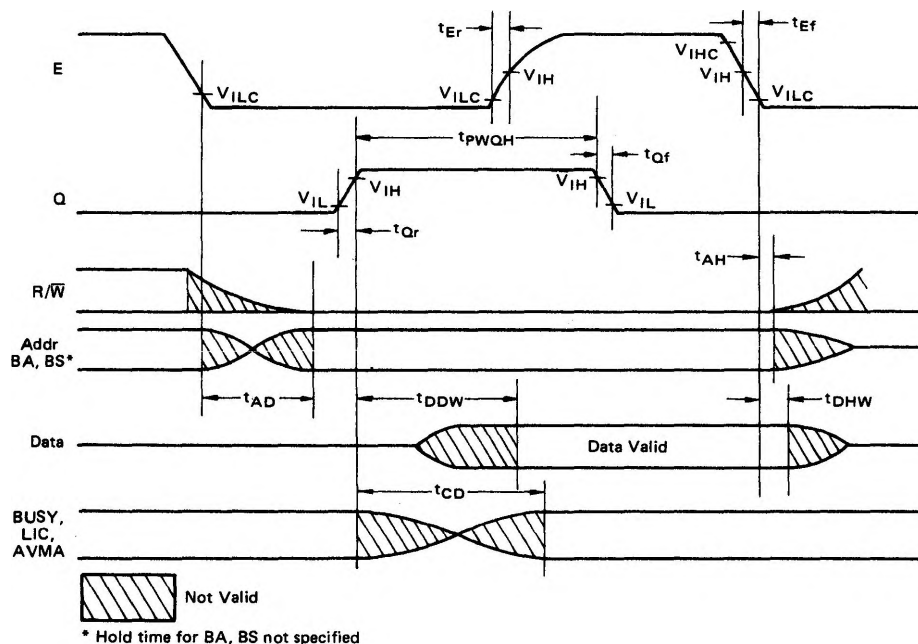 tEr
tEf
E
VIHC
VIH
VIH
VILC
VILC
VILC
tPWQH
tQf
Q
VIL
VIH
VIH
VIL
tQr
tAH
R/W̅
Addr
BA, BS*
tAD
tDDW
tDHW
Data
Data Valid
tCD
BUSY,
LIC,
AVMA
Not Valid
* Hold time for BA, BS not specified